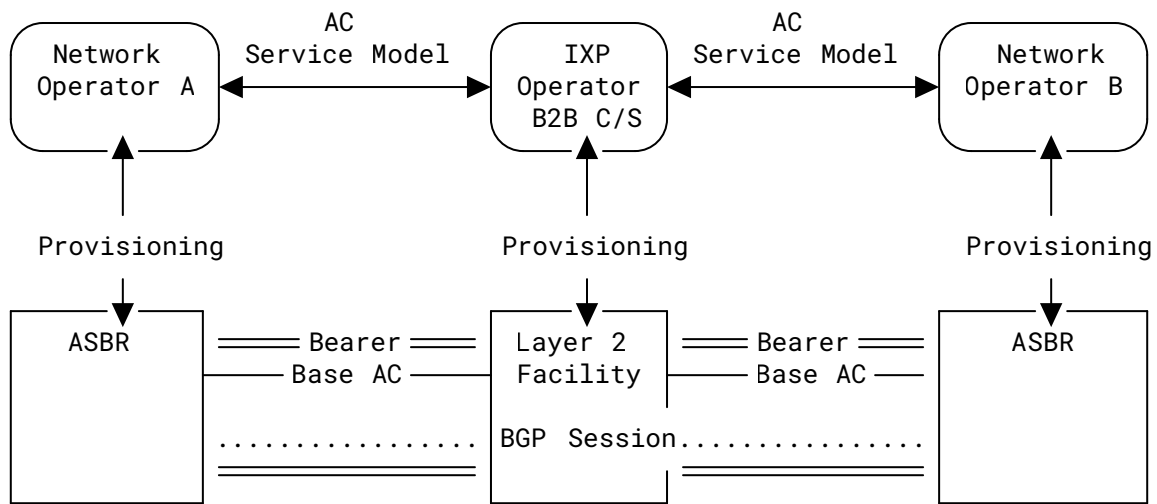 AC
AC
Network
Service Model
IXP
Service Model
Network
Operator A
Operator
Operator B
B2B C/S
Provisioning
Provisioning
Provisioning
ASBR
Bearer
Layer 2
Bearer
ASBR
Base AC
Facility
Base AC
BGP Session